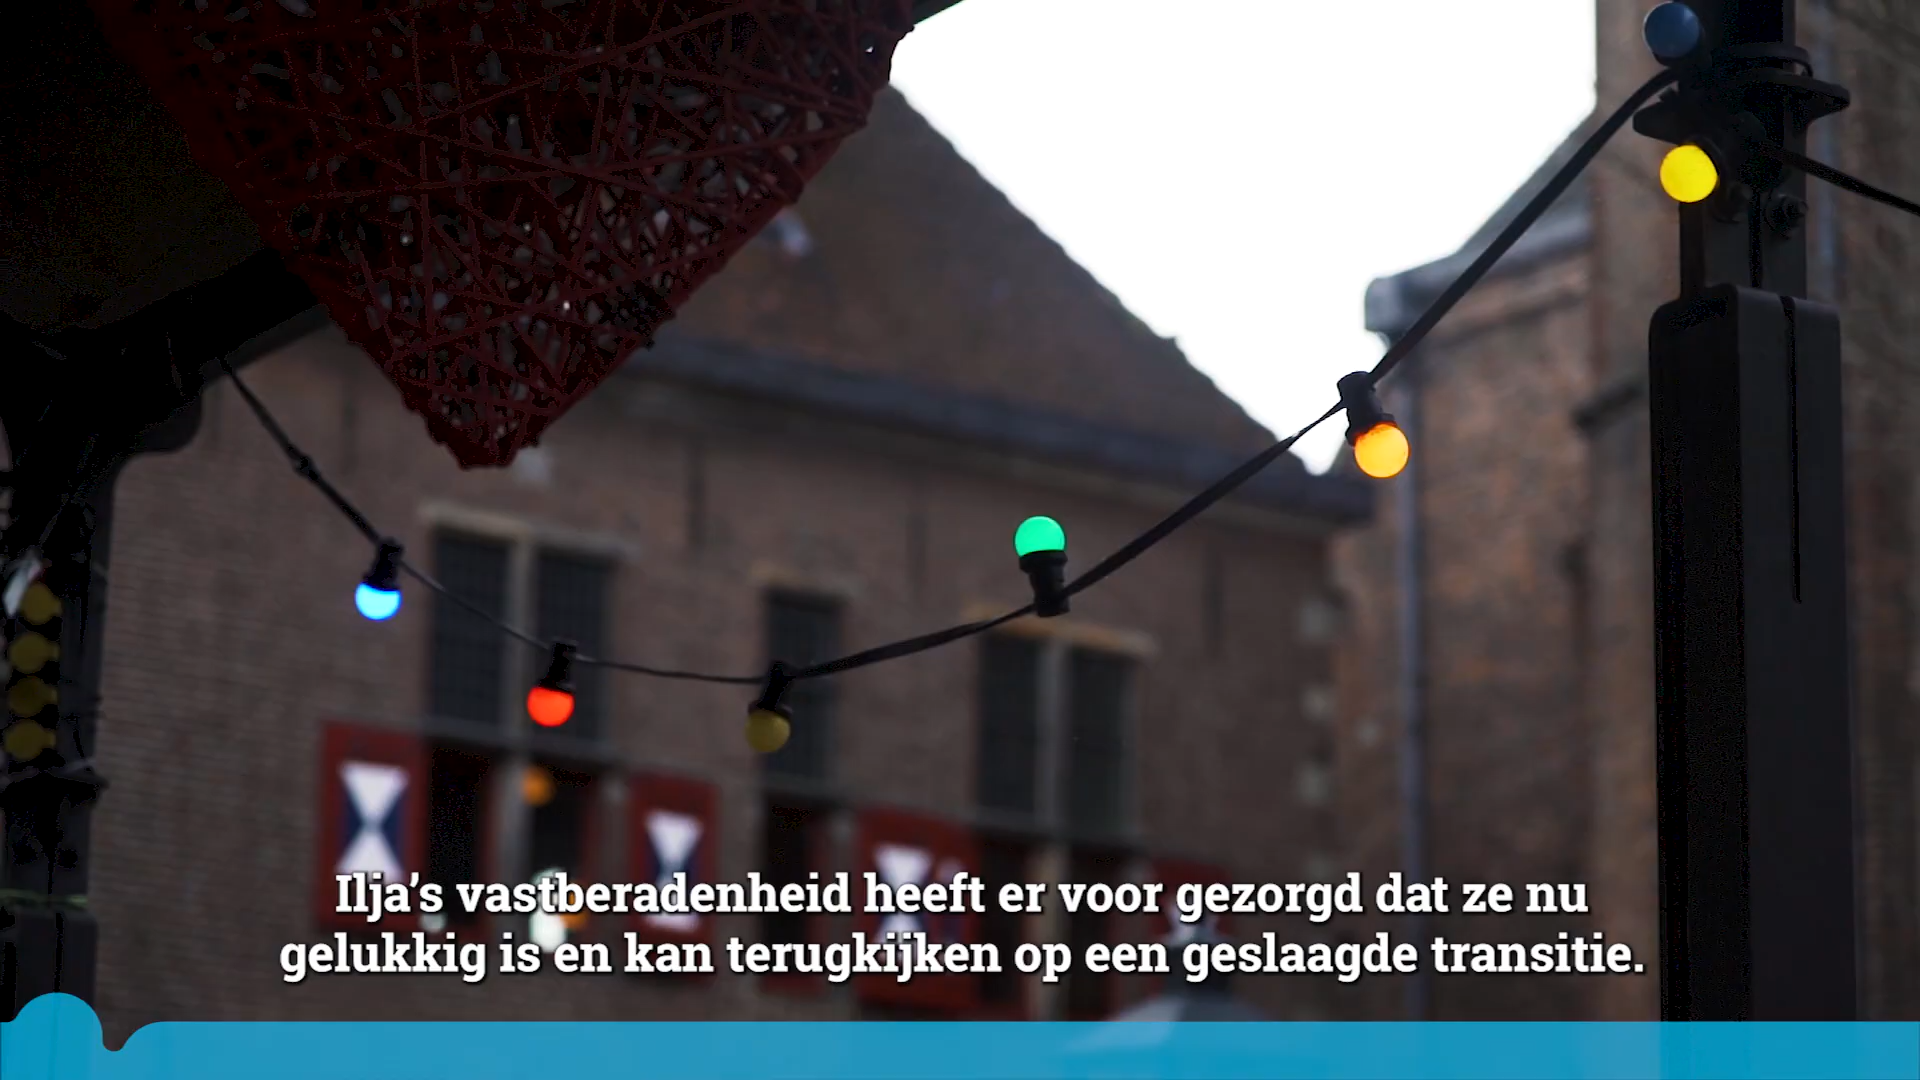 Ilja’s vastberadenheid heeft er voor gezorgd dat ze nu
gelukkig is en kan terugkijken op een geslaagde transitie.